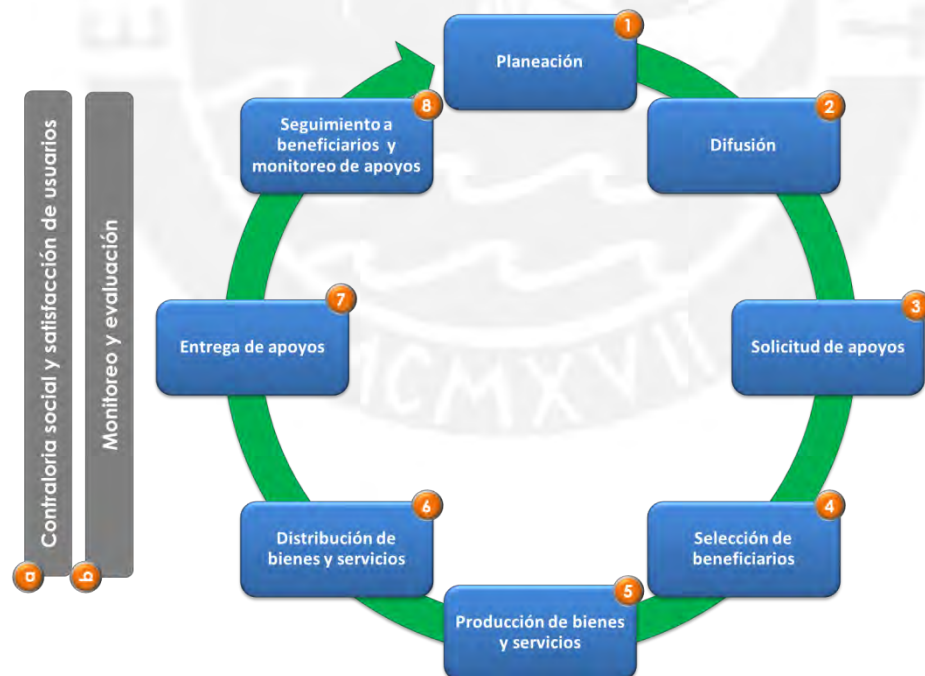 1
Planeación
2
Difusión
3
Solicitud de apoyos
4
Selección de
beneficiarios
5
Producción de bienes
y servicios
6
Distribución de
bienes y servicios
7
Entrega de apoyos
8
Seguimiento a
beneficiarios y
monitoreo de apoyos
a
Contraloria social y satisfacción de usuarios
b
Monitoreo y evaluación
MCMXVII